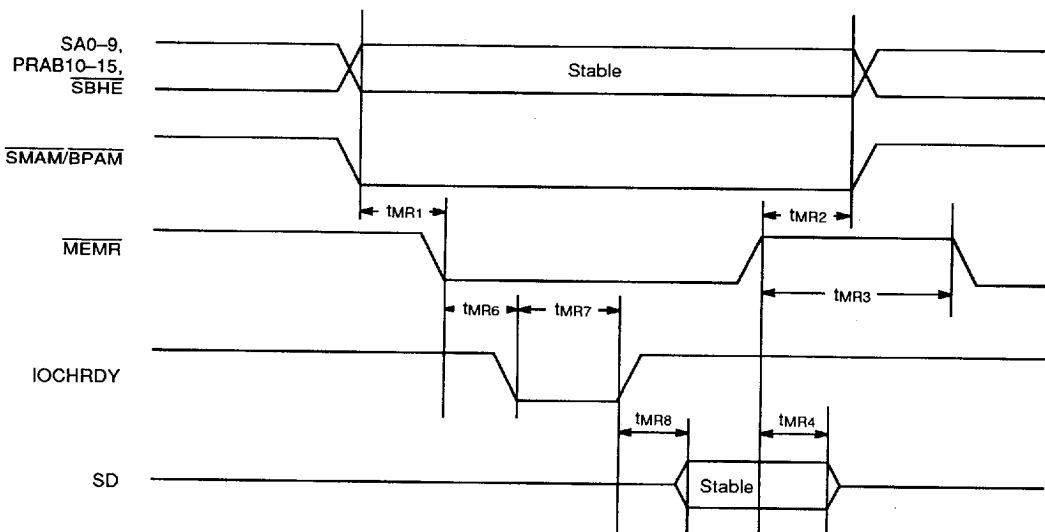 SA0–9,
PRAB10–15,
SBHE
Stable
SMAM/BPAM
tMR1
tMR2
MEMR
tMR3
tMR6
tMR7
IOCHRDY
tMR8
tMR4
SD
Stable